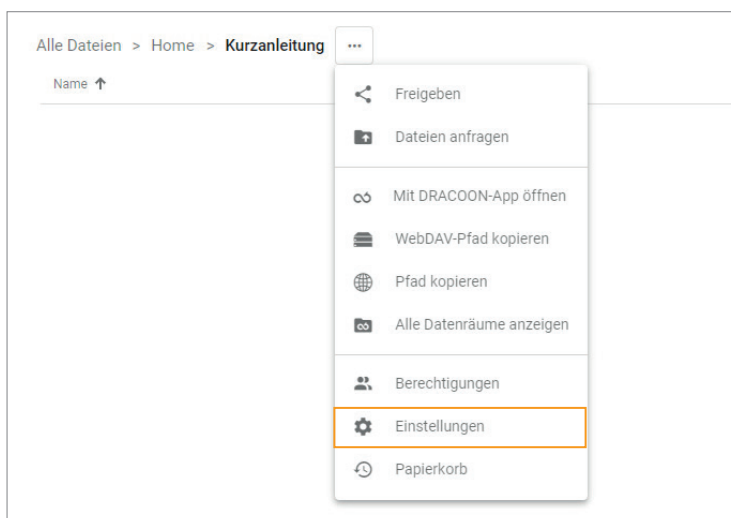 Alle Dateien > Home > Kurzanleitung ...
Name ↑
Freigeben
Dateien anfragen
Mit DRACOON-App öffnen
WebDAV-Pfad kopieren
Pfad kopieren
Alle Datenräume anzeigen
Berechtigungen
Einstellungen
Papierkorb